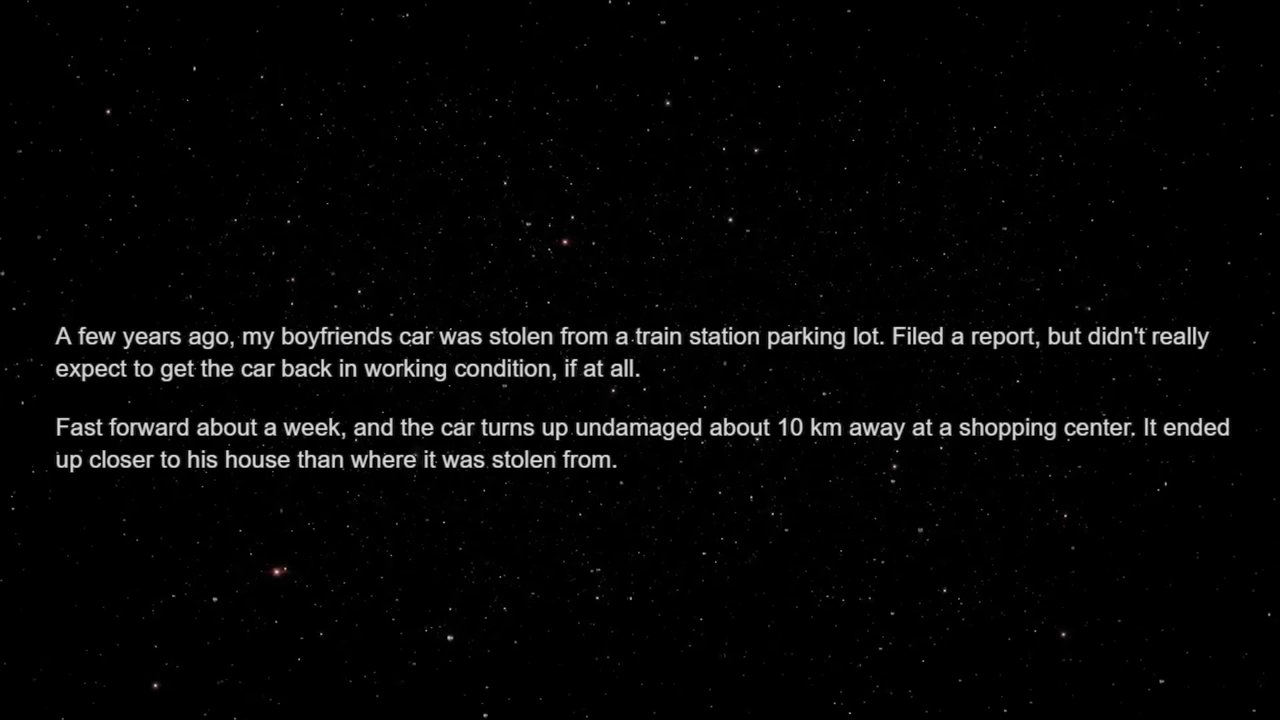 A few years ago, my boyfriends car was stolen from a train station parking lot. Filed a report, but didn't really
expect to get the car back in working condition, if at all.
Fast forward about a week, and the car turns up undamaged about 10 km away at a shopping center. It ended
up closer to his house than where it was stolen from.